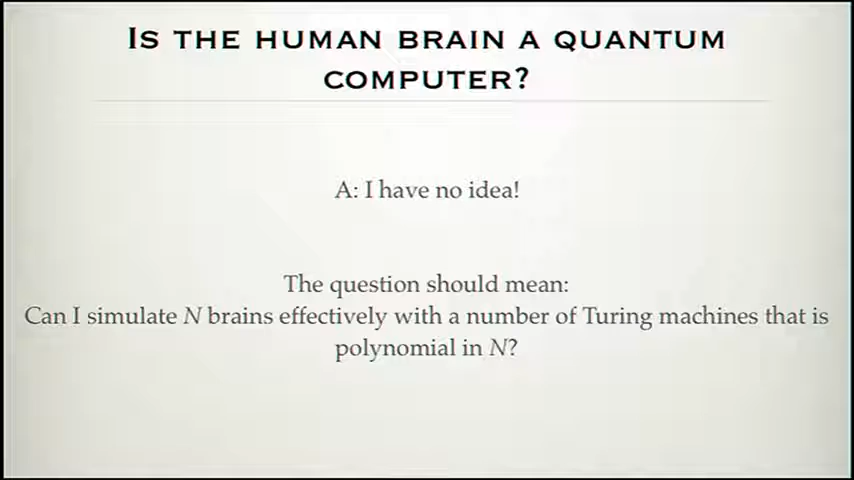 Is the human brain a quantum
computer?
A: I have no idea!
The question should mean:
Can I simulate N brains effectively with a number of Turing machines that is
polynomial in N?